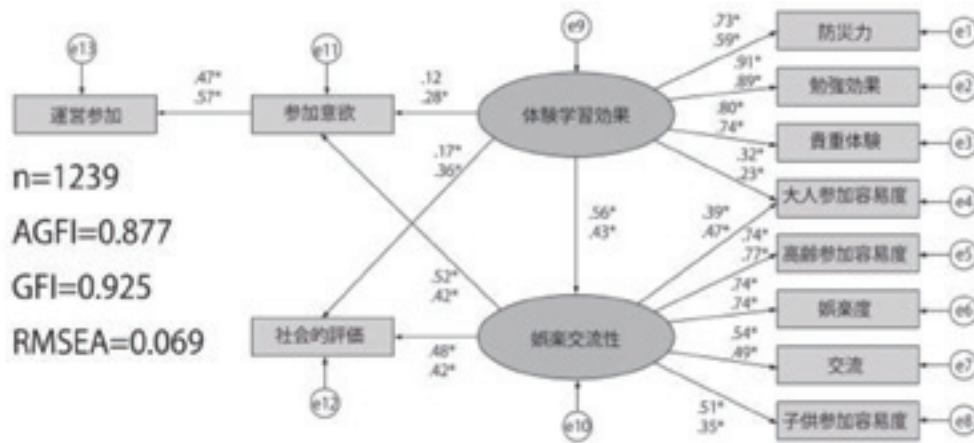 e13
e11
e9
防災力
e1
.73*
.59*
.47*
.57*
.12
.28*
.91*
.89*
勉強効果
e2
運営参加
参加意欲
体験学習効果
.80*
.74*
貴重体験
e3
n=1239
.17*
.36*
.32*
.23*
大人参加容易度
e4
AGFI=0.877
.56*
.43*
.39*
.47*
.74*
.77*
高齢参加容易度
e5
GFI=0.925
.52*
.42*
.74*
.74*
娯楽度
e6
RMSEA=0.069
社会的評価
娯楽交流性
.48*
.42*
.54*
.49*
交流
e7
e12
e10
.51*
.35*
子供参加容易度
e8